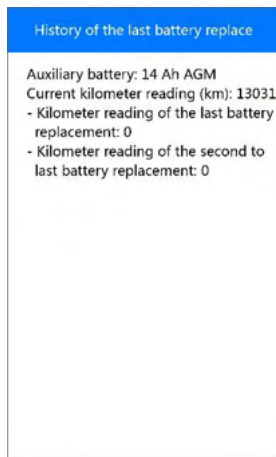 History of the last battery replace
Auxiliary battery: 14 Ah AGM
Current kilometer reading (km): 13031
- Kilometer reading of the last battery
replacement: 0
- Kilometer reading of the second to
last battery replacement: 0